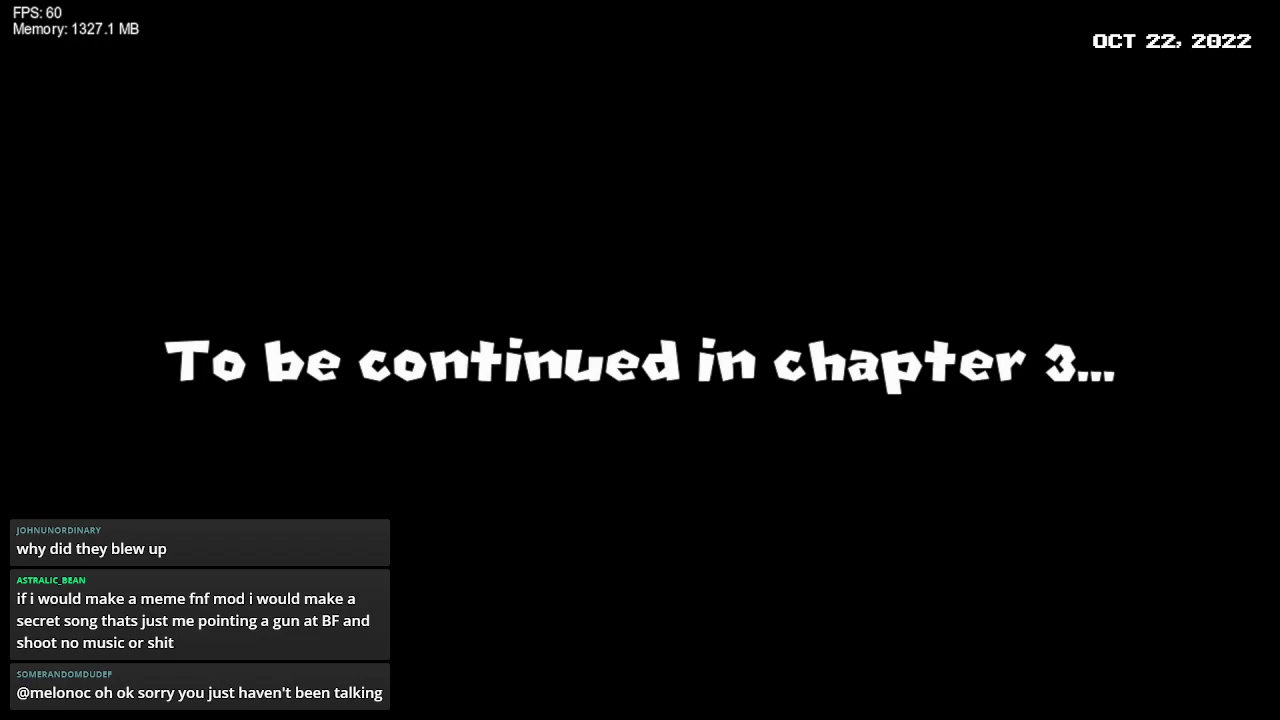 FPS: 60
Memory: 1327.1 MB
OCT 22, 2022
To be continued in chapter 3...
JOHNUNORDINARY
why did they blew up
ASTRALIC_BEAN
if i would make a meme fnf mod i would make a
secret song thats just me pointing a gun at BF and
shoot no music or shit
SOMERANDOMDUDEF
@melonoc oh ok sorry you just haven't been talking